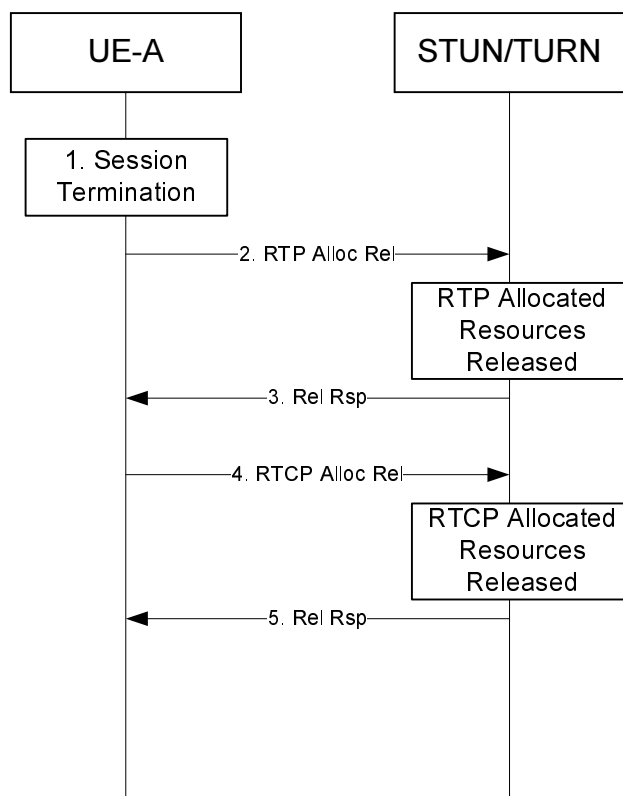 UE-A
STUN/TURN
1. Session
Termination
2. RTP Alloc Rel
RTP Allocated
Resources
Released
3. Rel Rsp
4. RTCP Alloc Rel
RTCP Allocated
Resources
Released
5. Rel Rsp